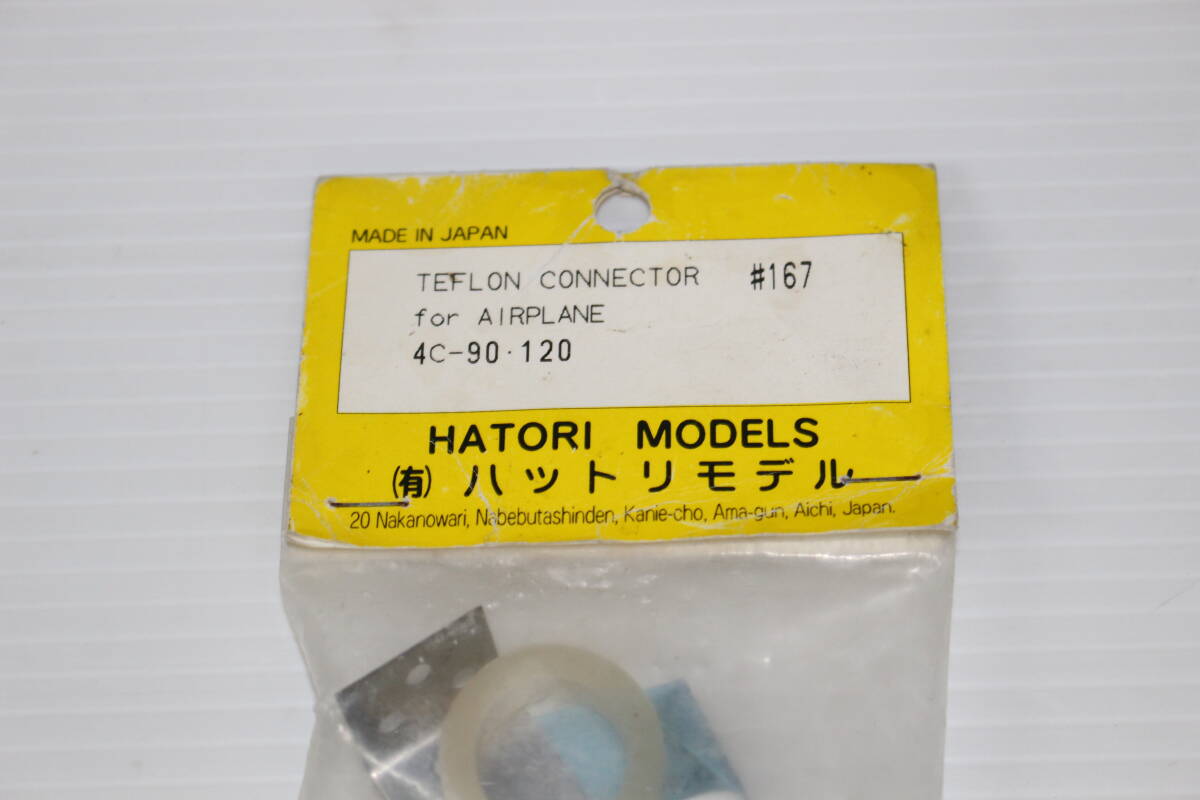 MADE IN JAPAN
TEFLON CONNECTOR #167
for AIRPLANE
4C-90·120
HATORI MODELS
(有) ハットリモデル
20 Nakanowari, Nabebutashinden, Kanie-cho, Ama-gun, Aichi, Japan.